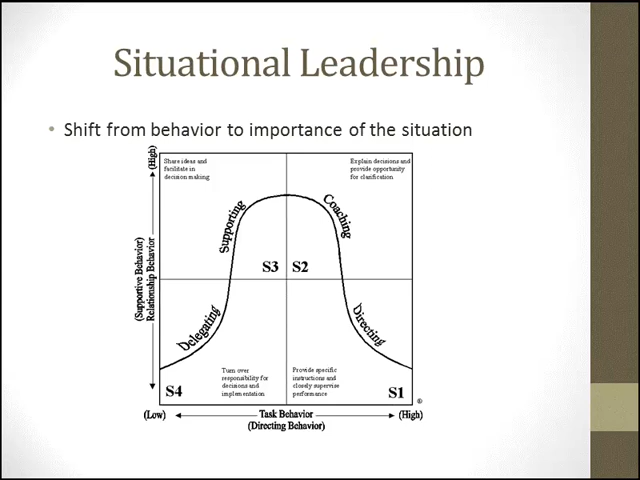 Situational Leadership
• Shift from behavior to importance of the situation
(High)
Share ideas and
facilitate in
decision making
Explain decisions and
provide opportunity
for clarification
Supporting
Coaching
(Supportive Behavior)
Relationship Behavior
S3
S2
Delegating
Directing
Turn over
responsibility for
decisions and
implementation
Provide specific
instructions and
closely supervise
performance
S4
S1
(Low)
Task Behavior
(High)
(Directing Behavior)